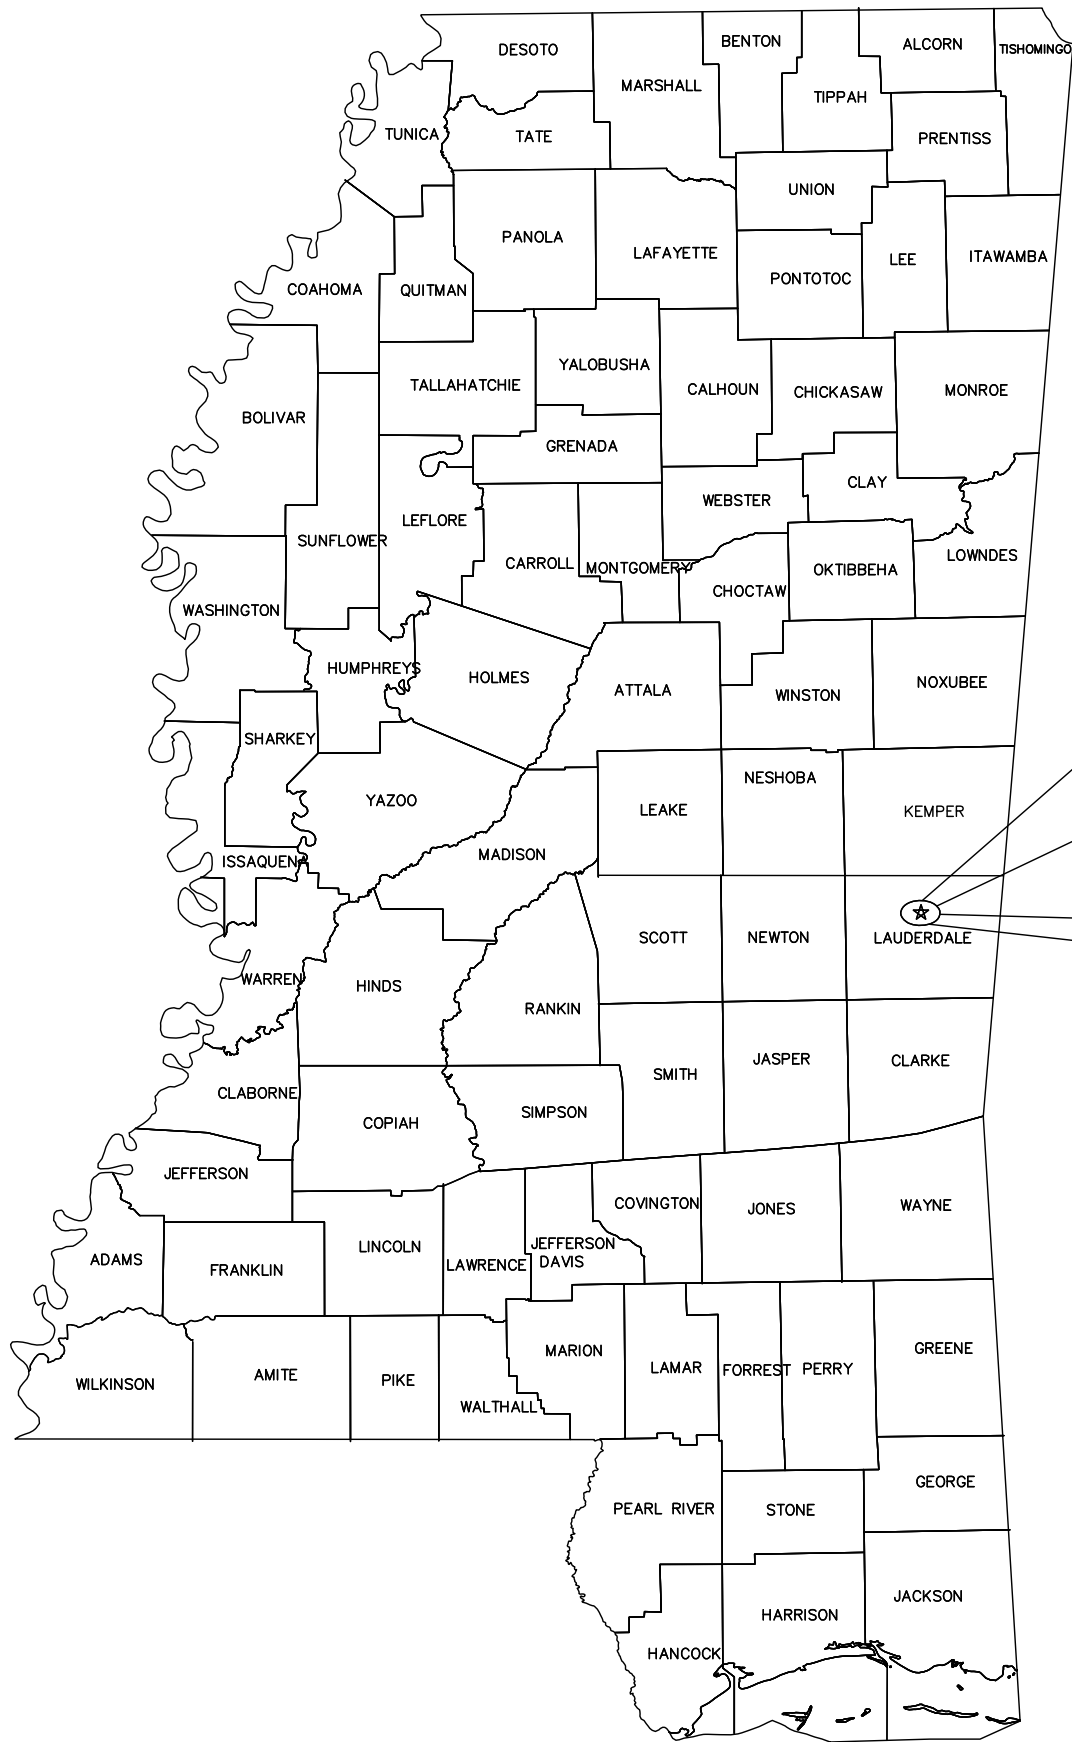 DESOTO
BENTON
ALCORN
TISHOMINGO
MARSHALL
TIPPAH
TUNICA
TATE
PRENTISS
UNION
PANOLA
LAFAYETTE
LEE
ITAWAMBA
COAHOMA
QUITMAN
PONTOTOC
YALOBUSHA
TALLAHATCHIE
CALHOUN
CHICKASAW
MONROE
BOLIVAR
GRENADA
CLAY
WEBSTER
LEFLORE
SUNFLOWER
LOWNDES
CARROLL
MONTGOMERY
OKTIBBEHA
CHOCTAW
WASHINGTON
HUMPHREYS
HOLMES
ATTALA
WINSTON
NOXUBEE
SHARKEY
NESHOBA
YAZOO
LEAKE
KEMPER
MADISON
ISSAQUENA
SCOTT
NEWTON
LAUDERDALE
WARREN
HINDS
RANKIN
JASPER
CLARKE
SMITH
CLABORNE
COPIAH
SIMPSON
JEFFERSON
COVINGTON
JONES
WAYNE
ADAMS
FRANKLIN
LINCOLN
LAWRENCE
JEFFERSON
DAVIS
MARION
GREENE
WILKINSON
AMITE
PIKE
LAMAR
FORREST
PERRY
WALTHALL
GEORGE
PEARL RIVER
STONE
JACKSON
HARRISON
HANCOCK